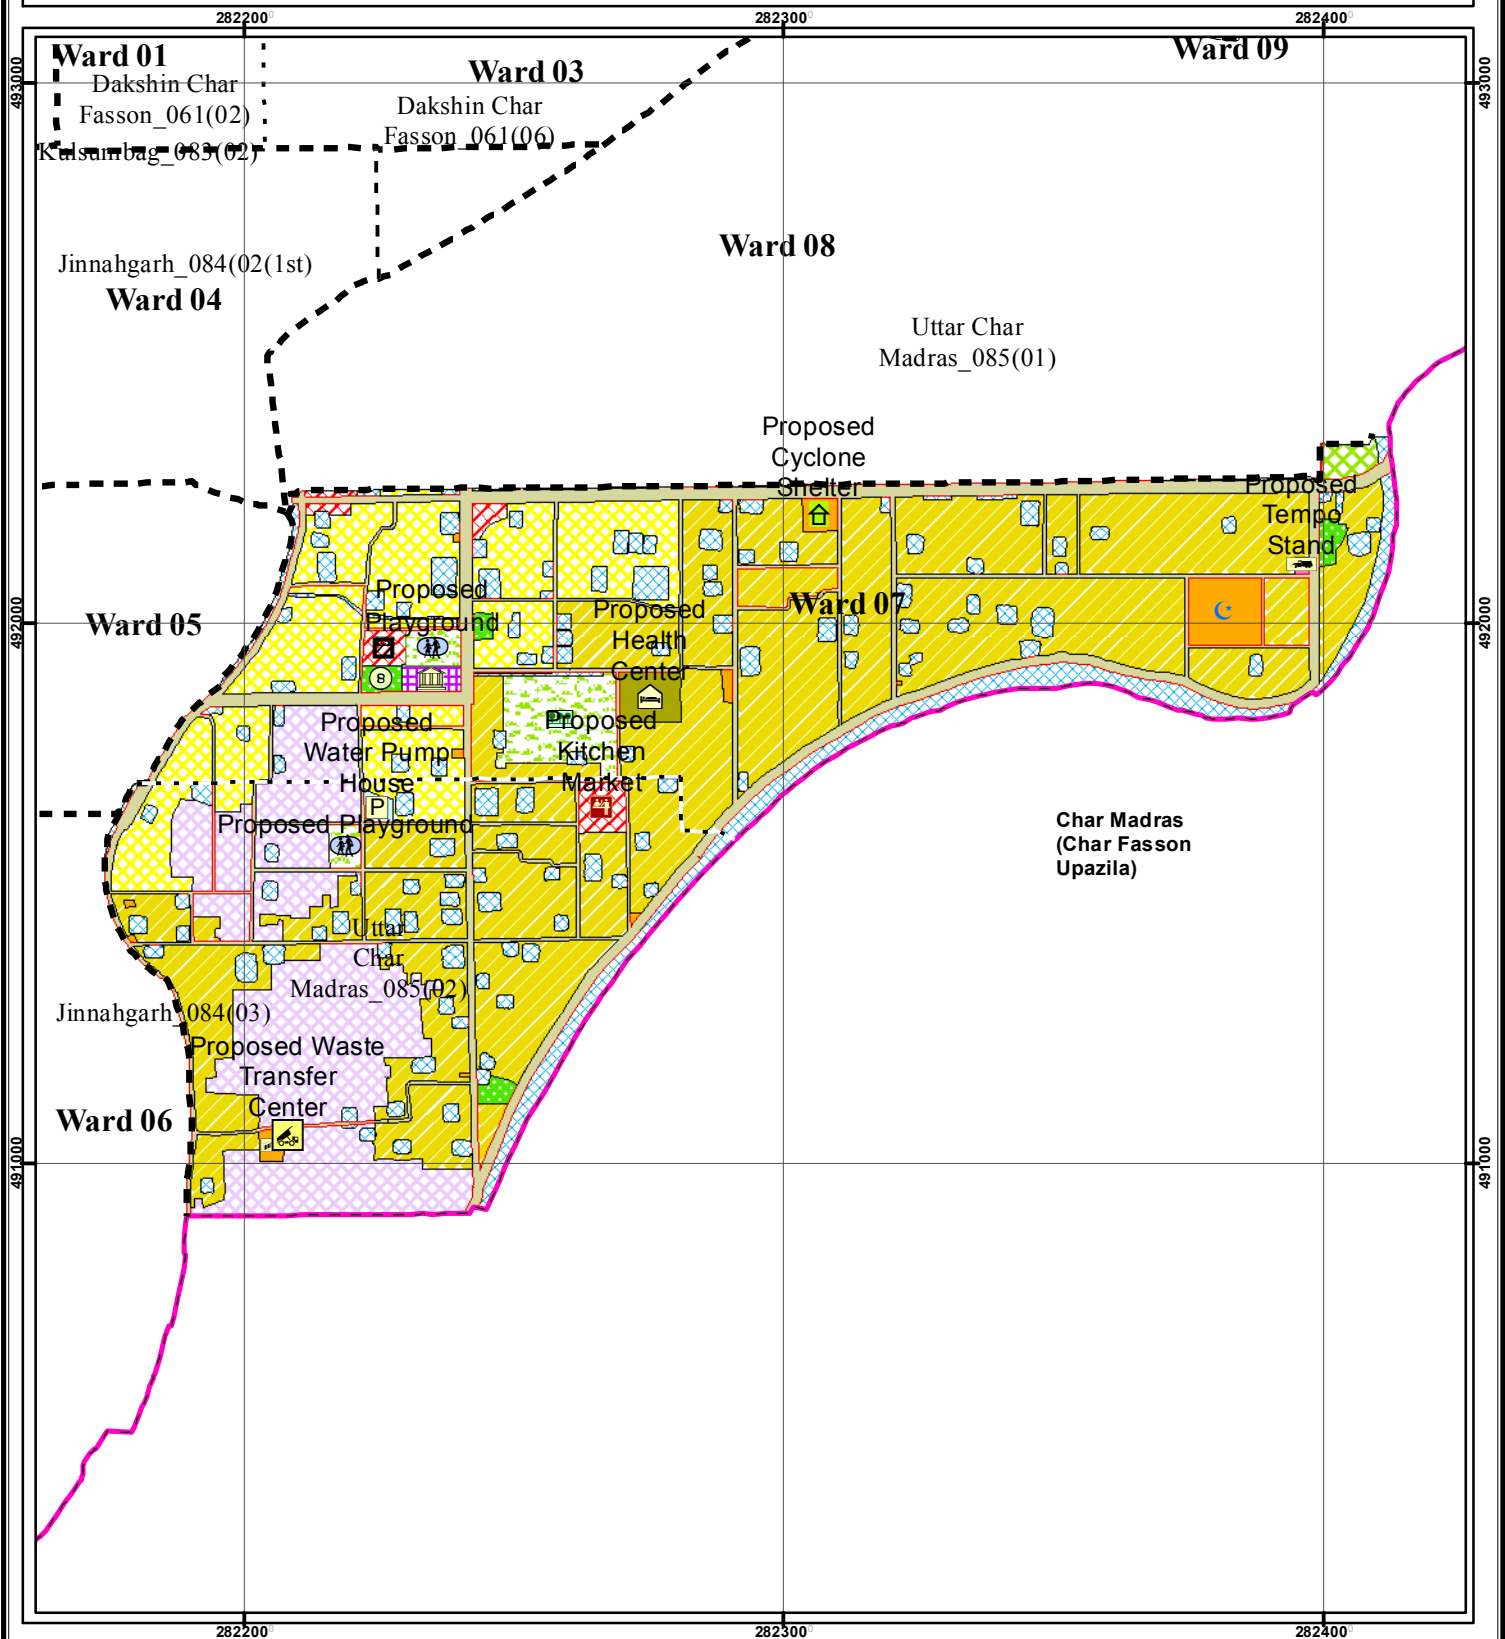 282200
282300
282400
Ward 01
Dakshin Char
Fasson_061(02)
Kulsumbag_083(02)
Ward 03
Dakshin Char
Fasson_061(06)
Ward 09
493000
493000
Jinnahgarh_084(02(1st)
Ward 04
Ward 08
Uttar Char
Madras_085(01)
Proposed
Cyclone
Shelter
Proposed
Tempo
Stand
Proposed
Playground
Proposed
Health
Center
Ward 07
492000
492000
Ward 05
B
Proposed
Water Pump
House
P
Proposed
Kitchen
Market
Proposed Playground
Char Madras
(Char Fasson
Upazila)
Uttar
Char
Madras_085(02)
Jinnahgarh_084(03)
Proposed Waste
Transfer
Center
Ward 06
491000
491000
282200
282300
282400